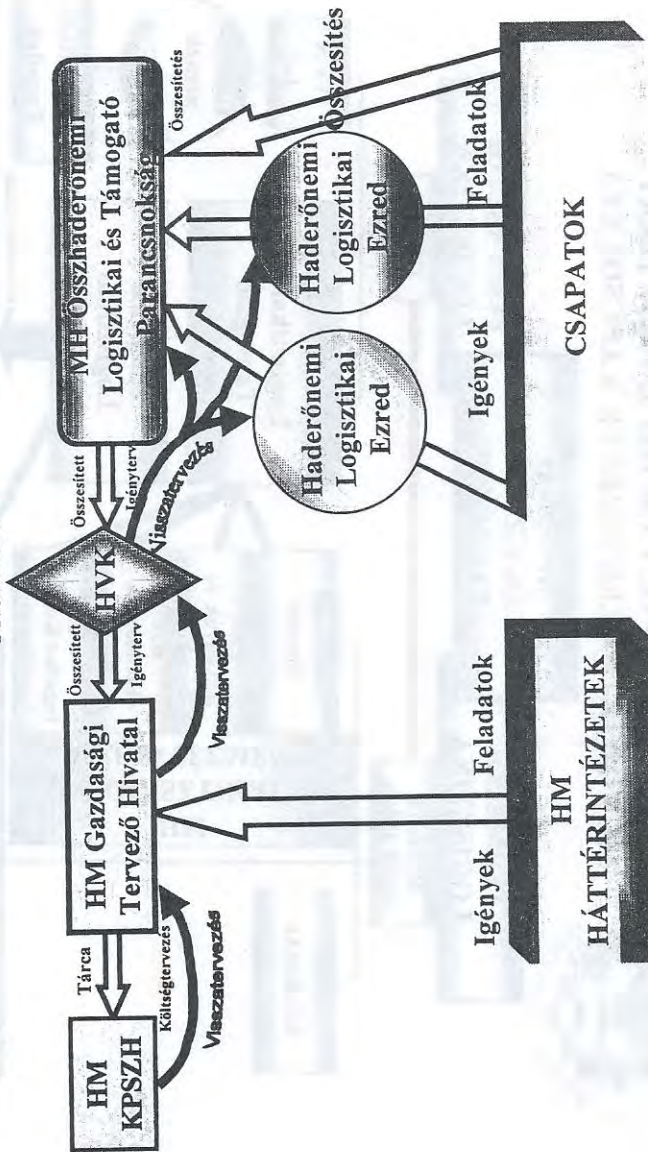 HM
KPSZH
Tárca
Költségtervezés
Visszatervezés
HM Gazdasági
Tervező Hivatal
Összesített
Igényterv
Visszatervezés
HVK
Összesített
Igényterv
Visszatervezés
MH Összhaderőnemi
Logisztikai és Támogató
Parancsnokság
Összesítetés
Haderőnemi
Logisztikai
Ezred
Haderőnemi
Logisztikai
Ezred
Összesítés
Igények
Feladatok
HM
HÁTTÉRINTÉZETEK
Igények
Feladatok
CSAPATOK